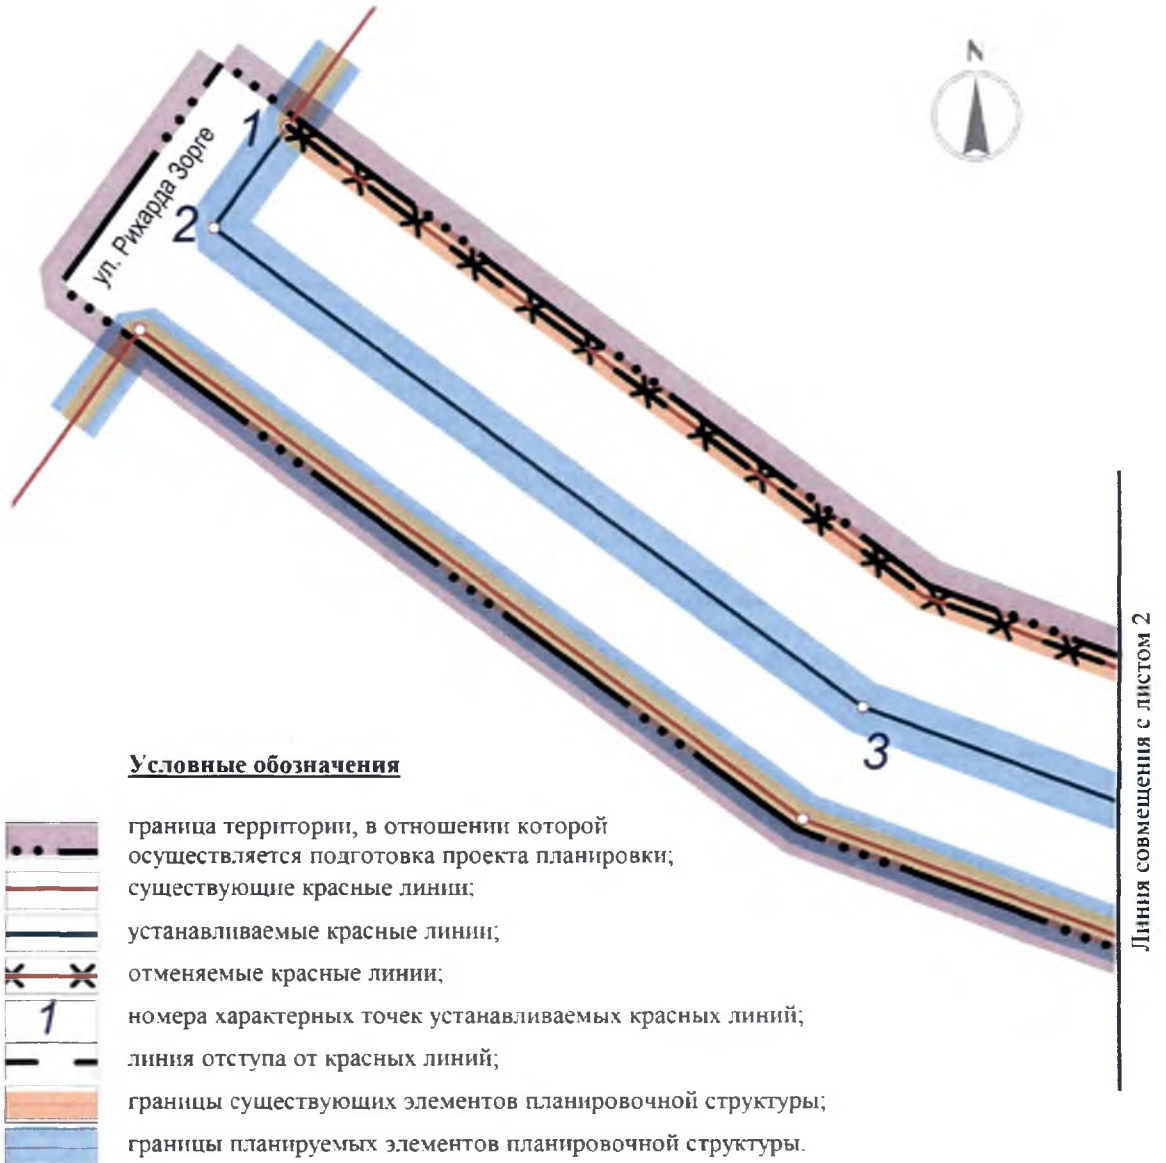 N
1
ул. Рихарда Зорге
2
3
Линия совмещения с листом 2
Условные обозначения
граница территории, в отношении которой
осуществляется подготовка проекта планировки;
существующие красные линии;
устанавливаемые красные линии;
отменяемые красные линии;
1
номера характерных точек устанавливаемых красных линий;
линия отступа от красных линий;
границы существующих элементов планировочной структуры;
границы планируемых элементов планировочной структуры.